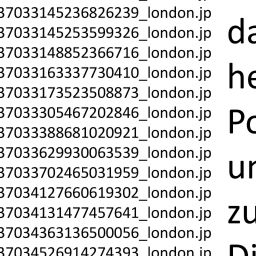 37033145236826239_london.jp
37033145253599326_london.jp
37033148852366716_london.jp
37033163337730410_london.jp
37033173523508873_london.jp
37033305467202846_london.jp
37033388681020921_london.jp
37033629930063539_london.jp
37033702465031959_london.jp
37034127660619302_london.jp
37034131477457641_london.jp
37034363136500056_london.jp
37034526914274393_london.jp
da
he
Po
un
zu
Di